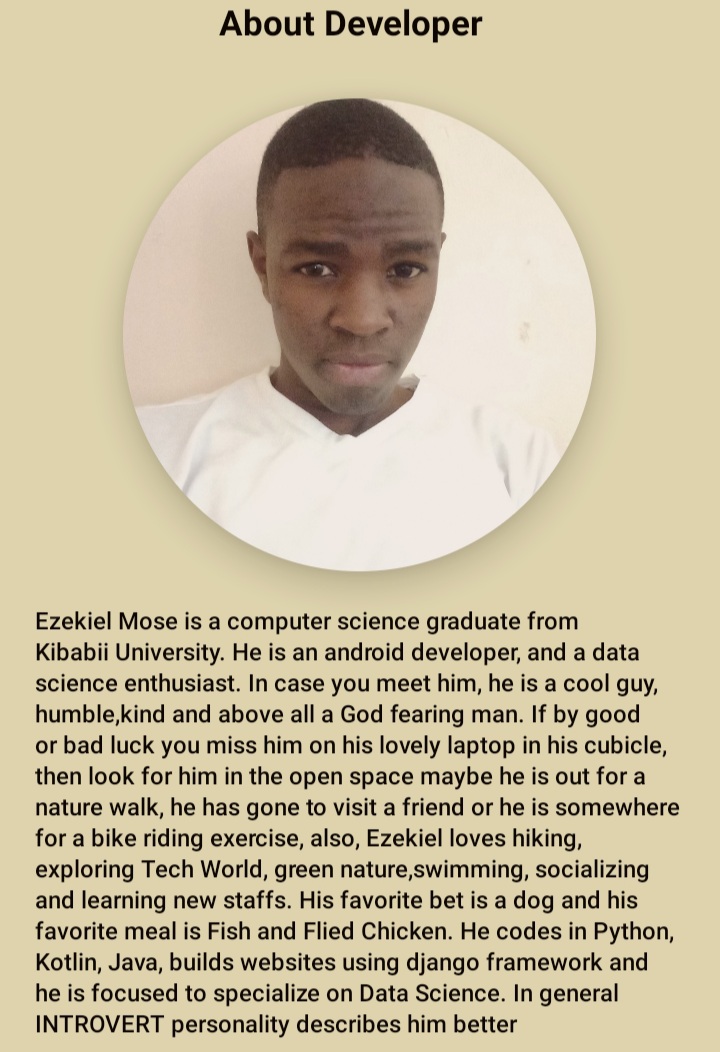 About Developer
Ezekiel Mose is a computer science graduate from
Kibabii University. He is an android developer, and a data
science enthusiast. In case you meet him, he is a cool guy,
humble,kind and above all a God fearing man. If by good
or bad luck you miss him on his lovely laptop in his cubicle,
then look for him in the open space maybe he is out for a
nature walk, he has gone to visit a friend or he is somewhere
for a bike riding exercise, also, Ezekiel loves hiking,
exploring Tech World, green nature,swimming, socializing
and learning new staffs. His favorite bet is a dog and his
favorite meal is Fish and Flied Chicken. He codes in Python,
Kotlin, Java, builds websites using django framework and
he is focused to specialize on Data Science. In general
INTROVERT personality describes him better